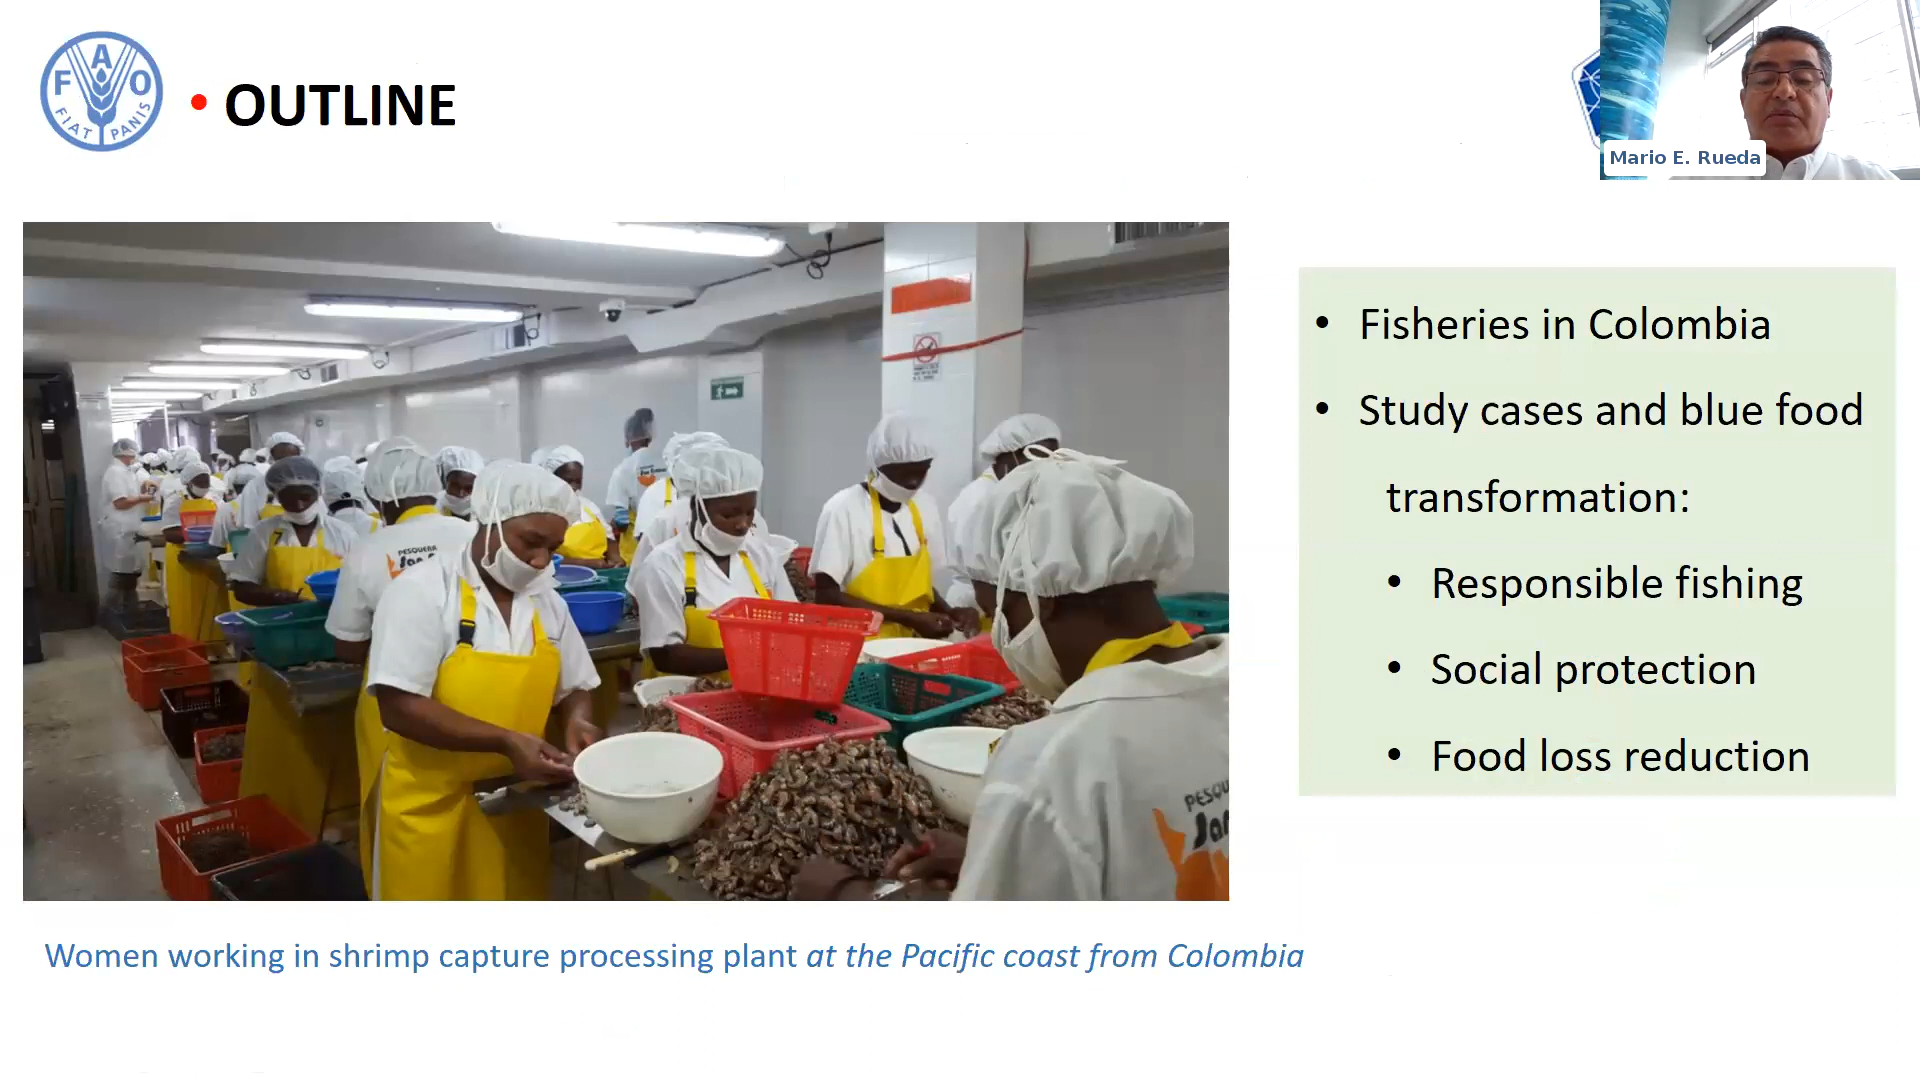 F A O
FIAT PANIS
• OUTLINE
Mario E. Rueda
PESQUERA
PESQU
• Fisheries in Colombia
• Study cases and blue food
transformation:
• Responsible fishing
• Social protection
• Food loss reduction
Women working in shrimp capture processing plant at the Pacific coast from Colombia